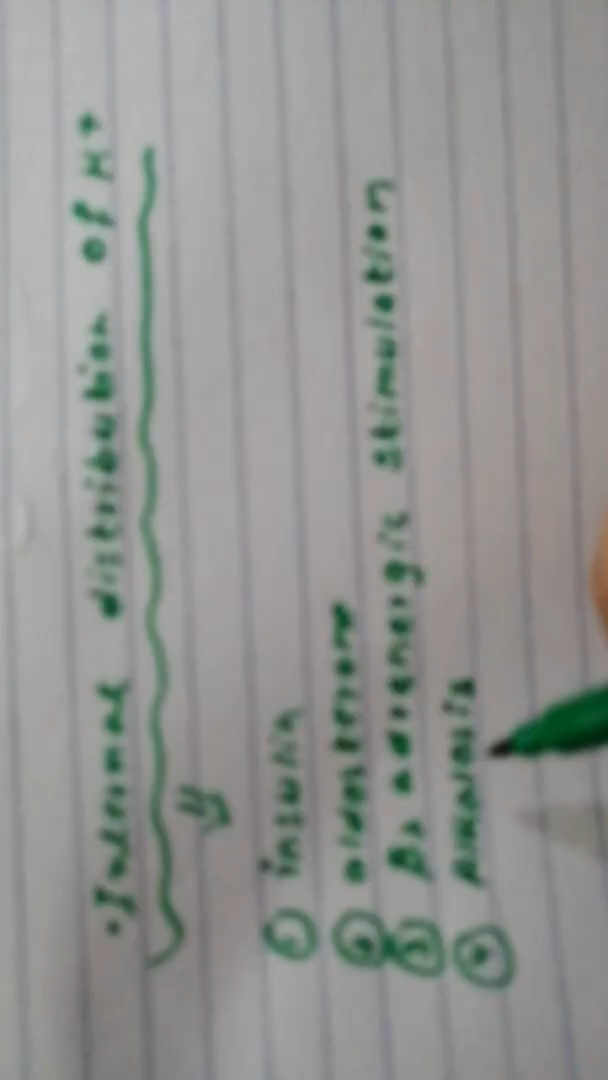 • Internal distribution of K+
① insulin
② aldosterone
③ β2 adrenergic stimulation
④ alkalosis